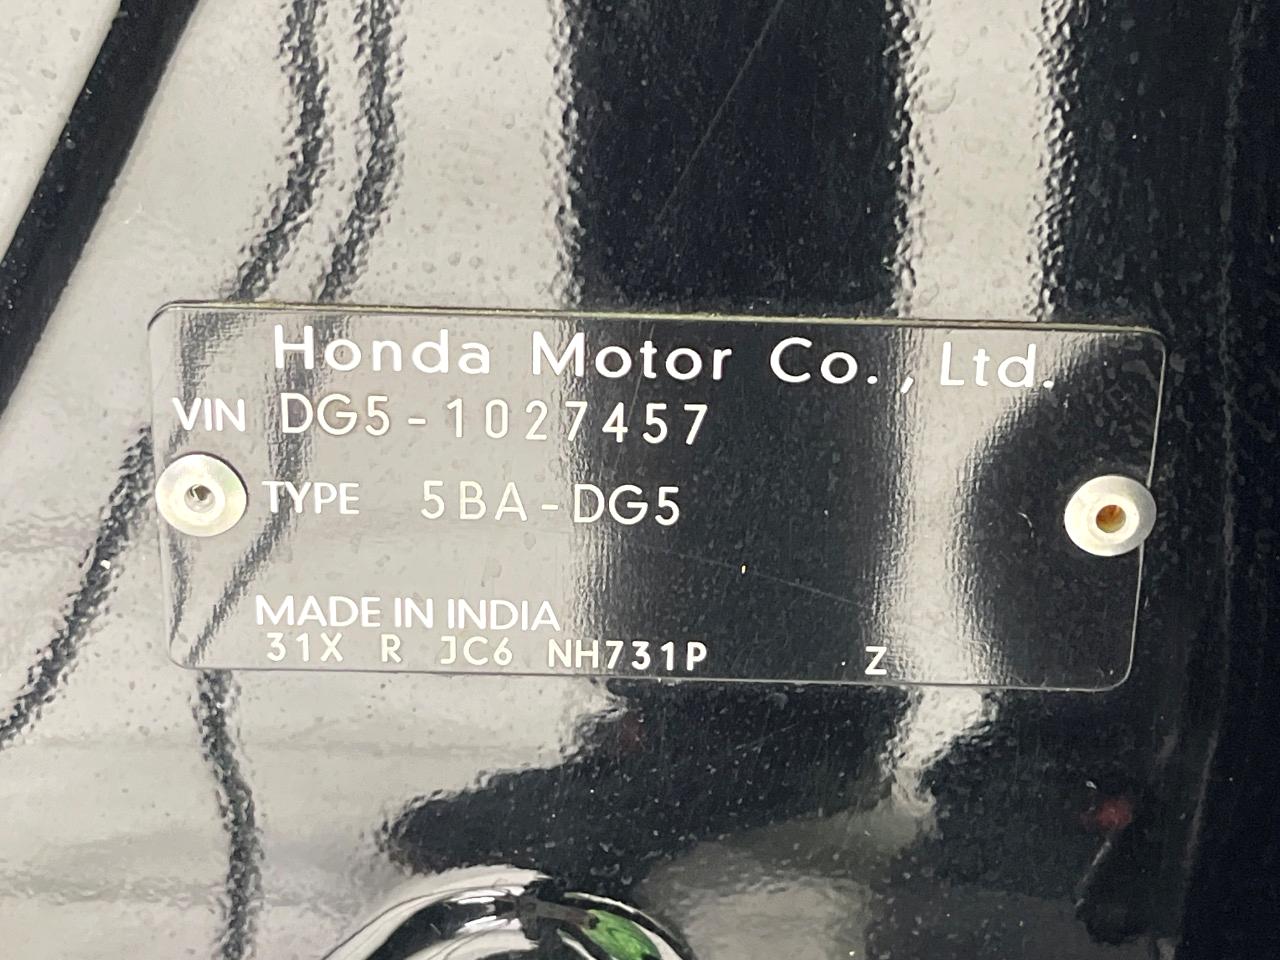 Honda Motor Co., Ltd.
VIN DG5-1027457
TYPE 5BA-DG5
MADE IN INDIA
31X R JC6 NH731P Z